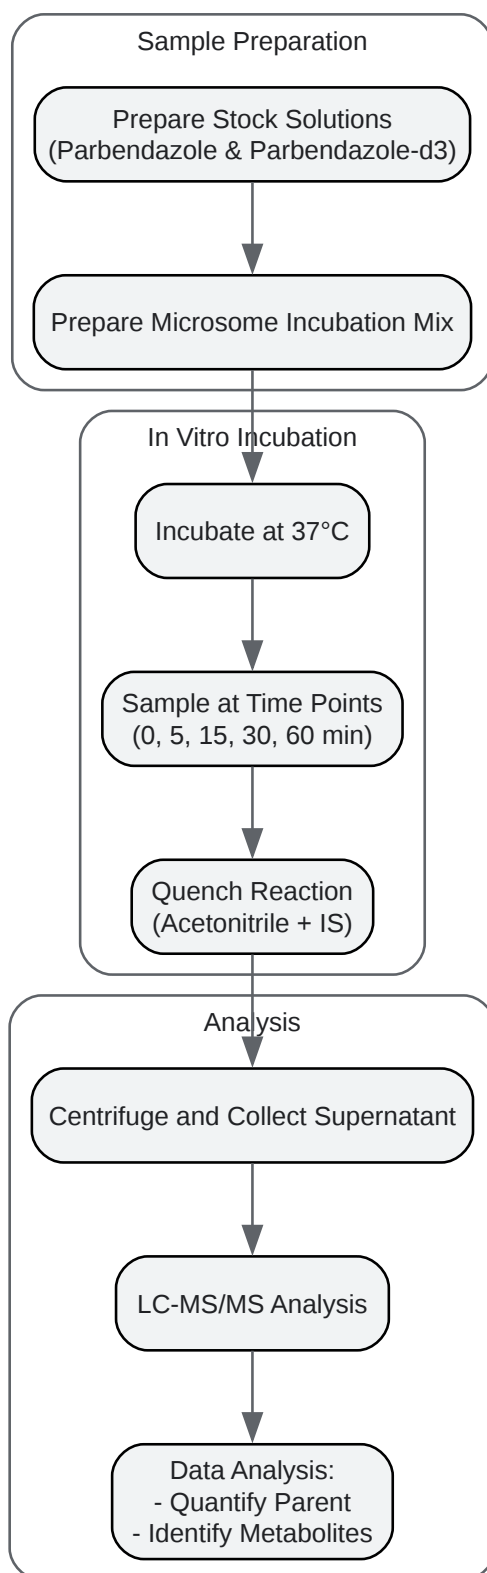 Sample Preparation
Prepare Stock Solutions
(Parbendazole & Parbendazole-d3)
Prepare Microsome Incubation Mix
In Vitro Incubation
Incubate at 37°C
Sample at Time Points
(0, 5, 15, 30, 60 min)
Quench Reaction
(Acetonitrile + IS)
Analysis
Centrifuge and Collect Supernatant
LC-MS/MS Analysis
Data Analysis:
- Quantify Parent
- Identify Metabolites